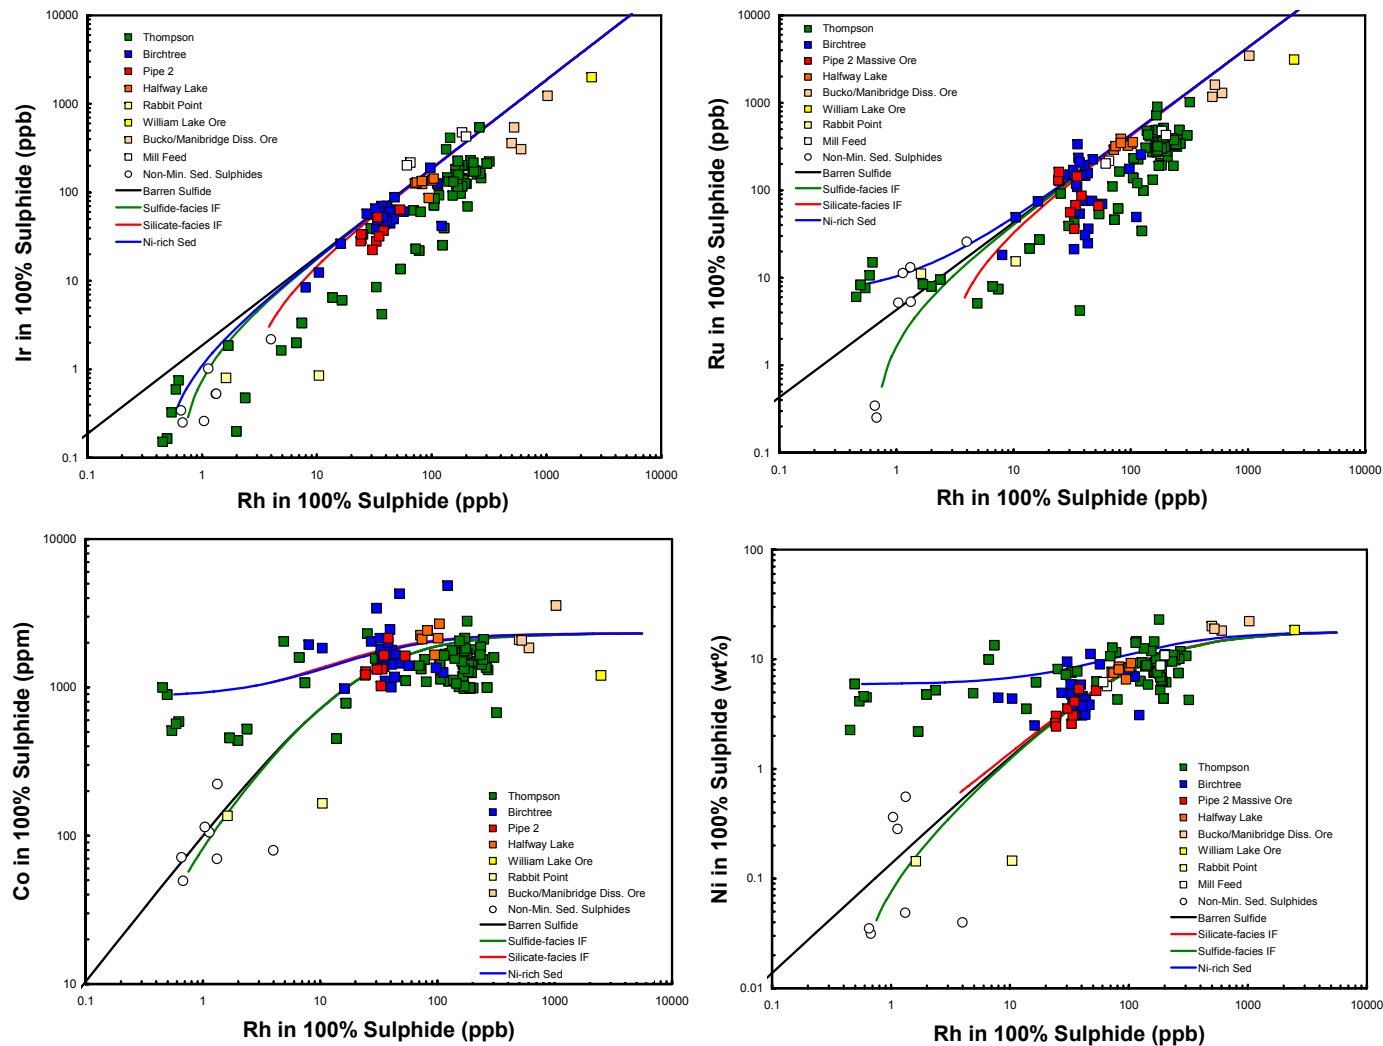 10000
1000
100
10
1
0.1
Ir in 100% Sulphide (ppb)
Thompson
Birchtree
Pipe 2
Halfway Lake
Rabbit Point
William Lake Ore
Bucko/Manibridge Diss. Ore
Mill Feed
Non-Min. Sed. Sulphides
Barren Sulfide
Sulfide-facies IF
Silicate-facies IF
Ni-rich Sed
0.1 1 10 100 1000 10000
Rh in 100% Sulphide (ppb)
10000
1000
100
10
1
0.1
Ru in 100% Sulphide (ppb)
Thompson
Birchtree
Pipe 2 Massive Ore
Halfway Lake
Bucko/Manibridge Diss. Ore
William Lake Ore
Rabbit Point
Mill Feed
Non-Min. Sed. Sulphides
Barren Sulfide
Sulfide-facies IF
Silicate-facies IF
Ni-rich Sed
0.1 1 10 100 1000 10000
Rh in 100% Sulphide (ppb)
10000
1000
100
10
Co in 100% Sulphide (ppm)
Thompson
Birchtree
Pipe 2
Halfway Lake
William Lake Ore
Rabbit Point
Bucko/Manibridge Diss. Ore
Non-Min. Sed. Sulphides
Barren Sulfide
Sulfide-facies IF
Silicate-facies IF
Ni-rich Sed
0.1 1 10 100 1000 10000
Rh in 100% Sulphide (ppb)
100
10
1
0.1
0.01
Ni in 100% Sulphide (wt%)
Thompson
Birchtree
Pipe 2 Massive Ore
Halfway Lake
Bucko/Manibridge Diss. Ore
William Lake Ore
Rabbit Point
Mill Feed
Non-Min. Sed. Sulphides
Barren Sulfide
Silicate-facies IF
Sulfide-facies IF
Ni-rich Sed
0.1 1 10 100 1000 10000
Rh in 100% Sulphide (ppb)